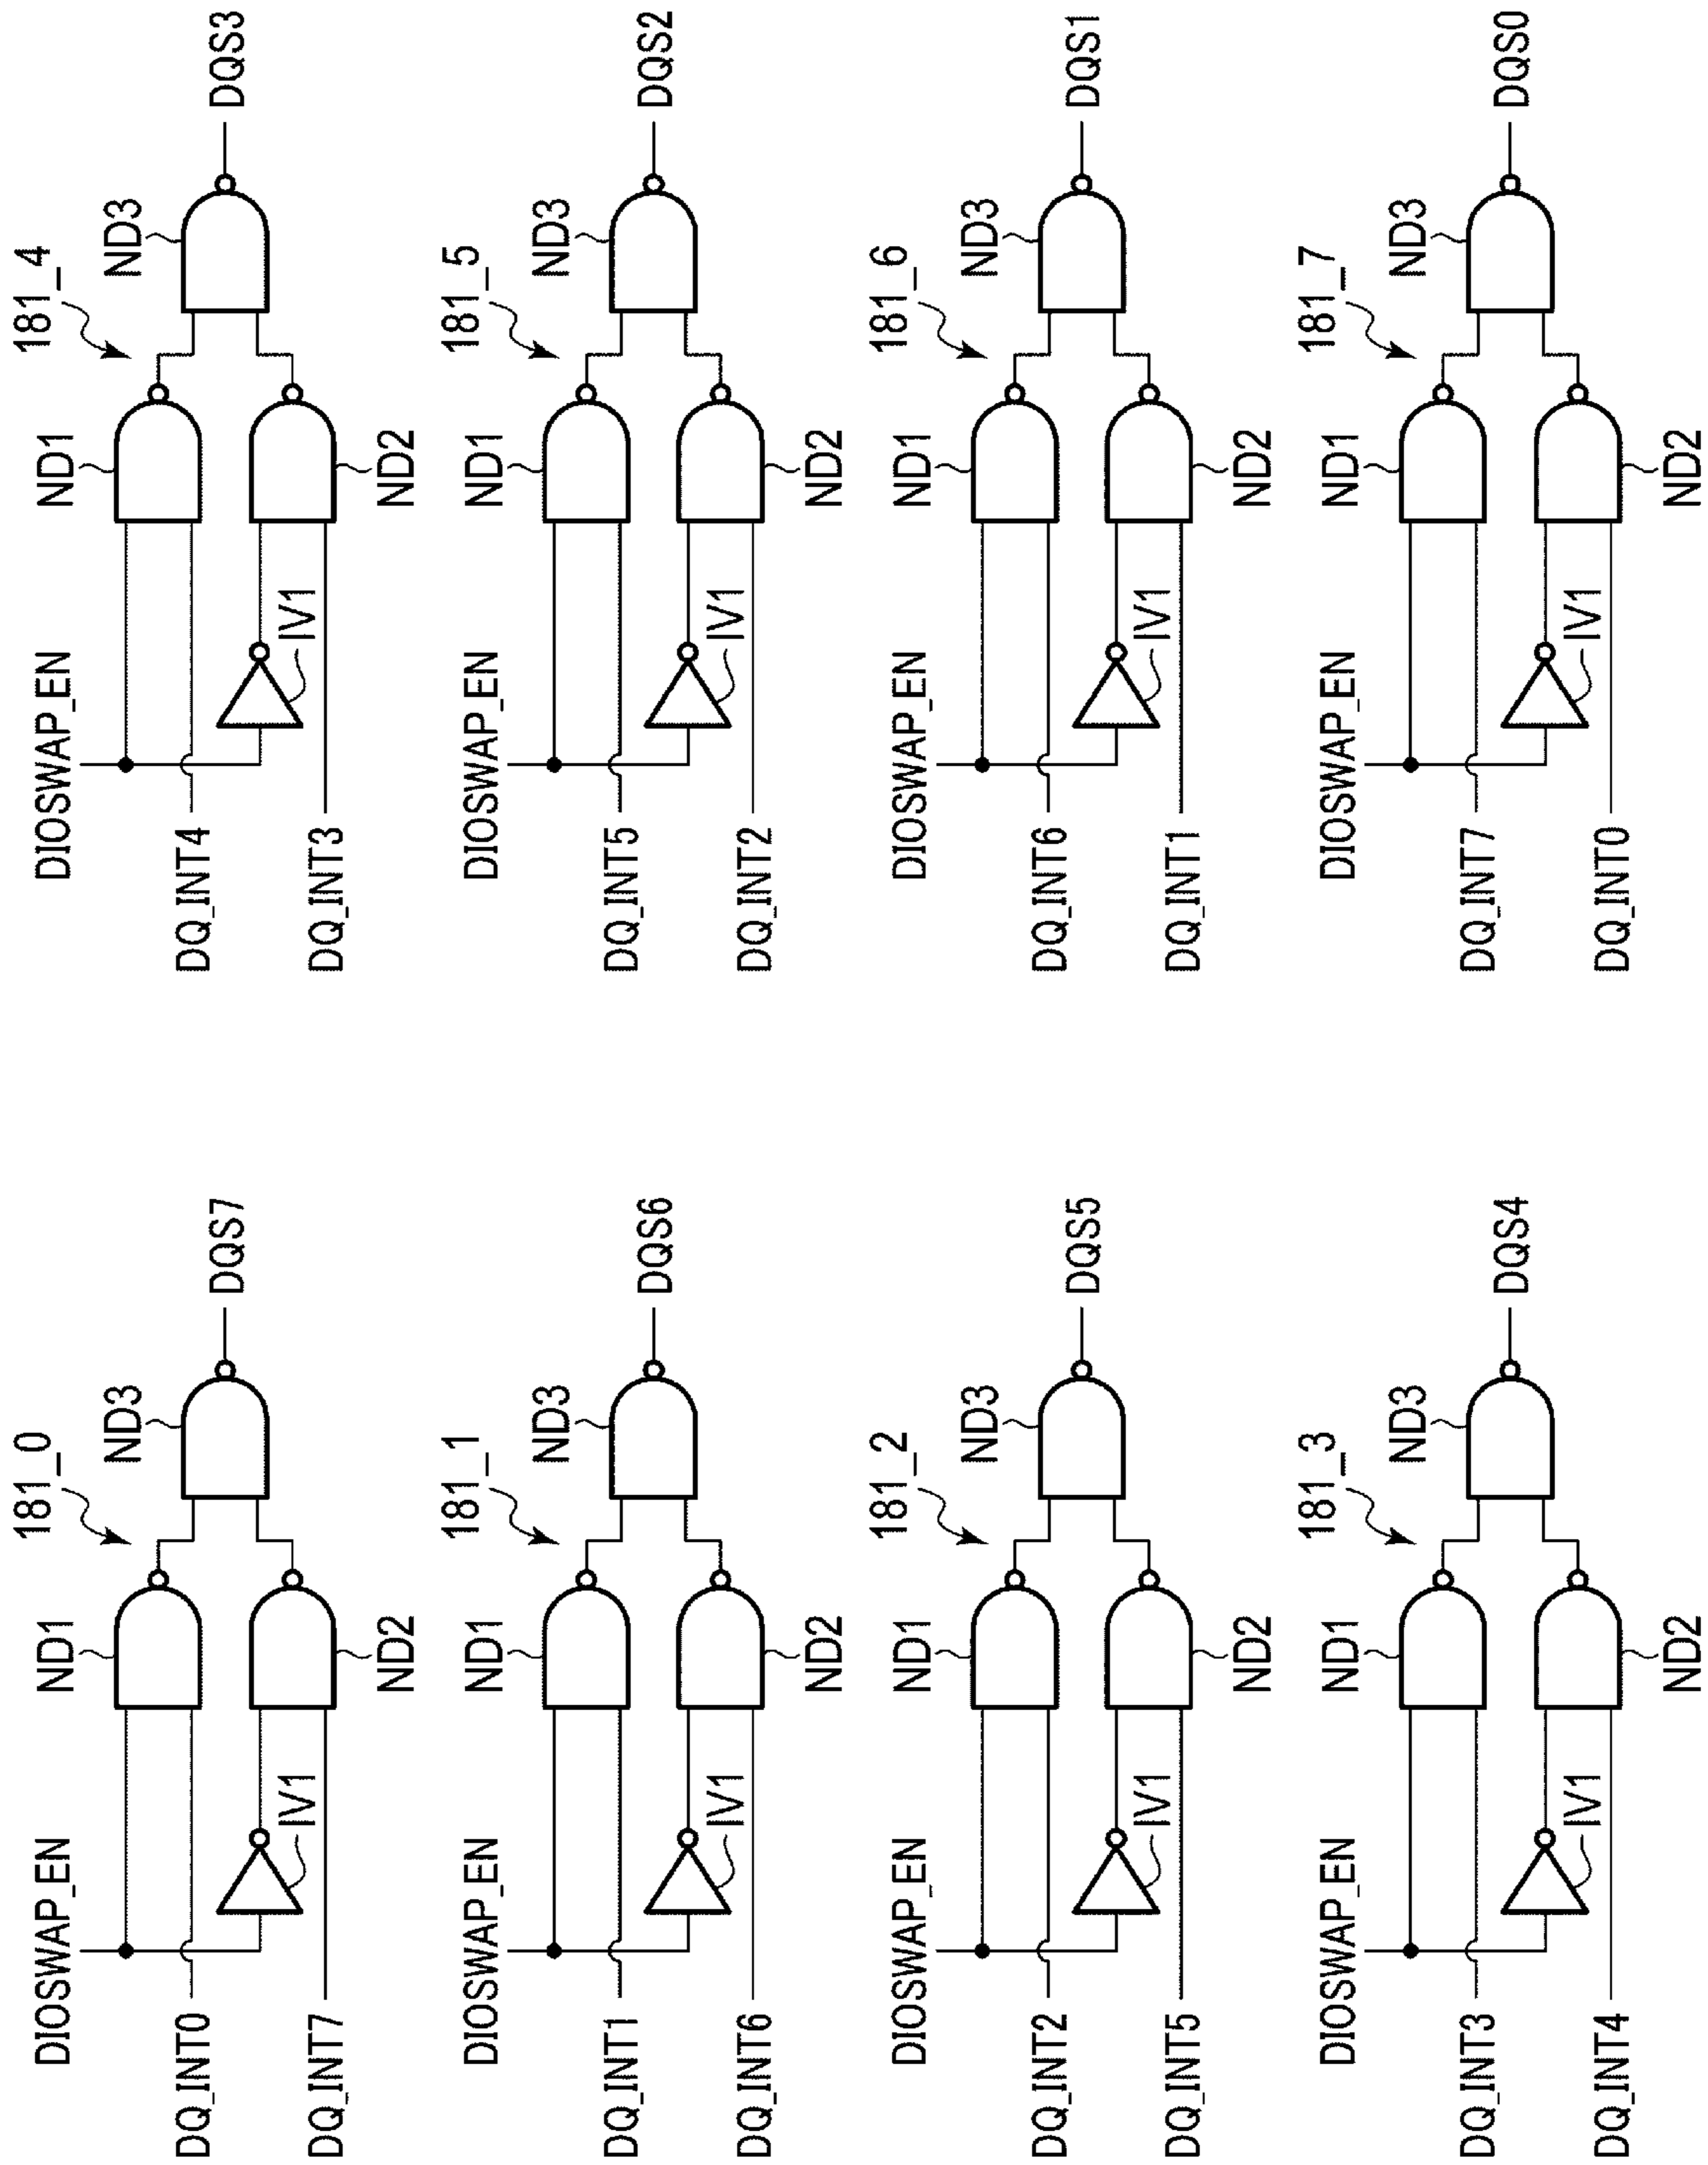 181_0
DIOSWAP_EN
ND1
ND3
DQ_INT0
DQS7
DQ_INT7
IV1
ND2
181_1
DIOSWAP_EN
ND1
ND3
DQ_INT1
DQS6
DQ_INT6
IV1
ND2
181_2
DIOSWAP_EN
ND1
ND3
DQ_INT2
DQS5
DQ_INT5
IV1
ND2
181_3
DIOSWAP_EN
ND1
ND3
DQ_INT3
DQS4
DQ_INT4
IV1
ND2
181_4
DIOSWAP_EN
ND1
ND3
DQ_INT4
DQS3
DQ_INT3
IV1
ND2
181_5
DIOSWAP_EN
ND1
ND3
DQ_INT5
DQS2
DQ_INT2
IV1
ND2
181_6
DIOSWAP_EN
ND1
ND3
DQ_INT6
DQS1
DQ_INT1
IV1
ND2
181_7
DIOSWAP_EN
ND1
ND3
DQ_INT7
DQS0
DQ_INT0
IV1
ND2